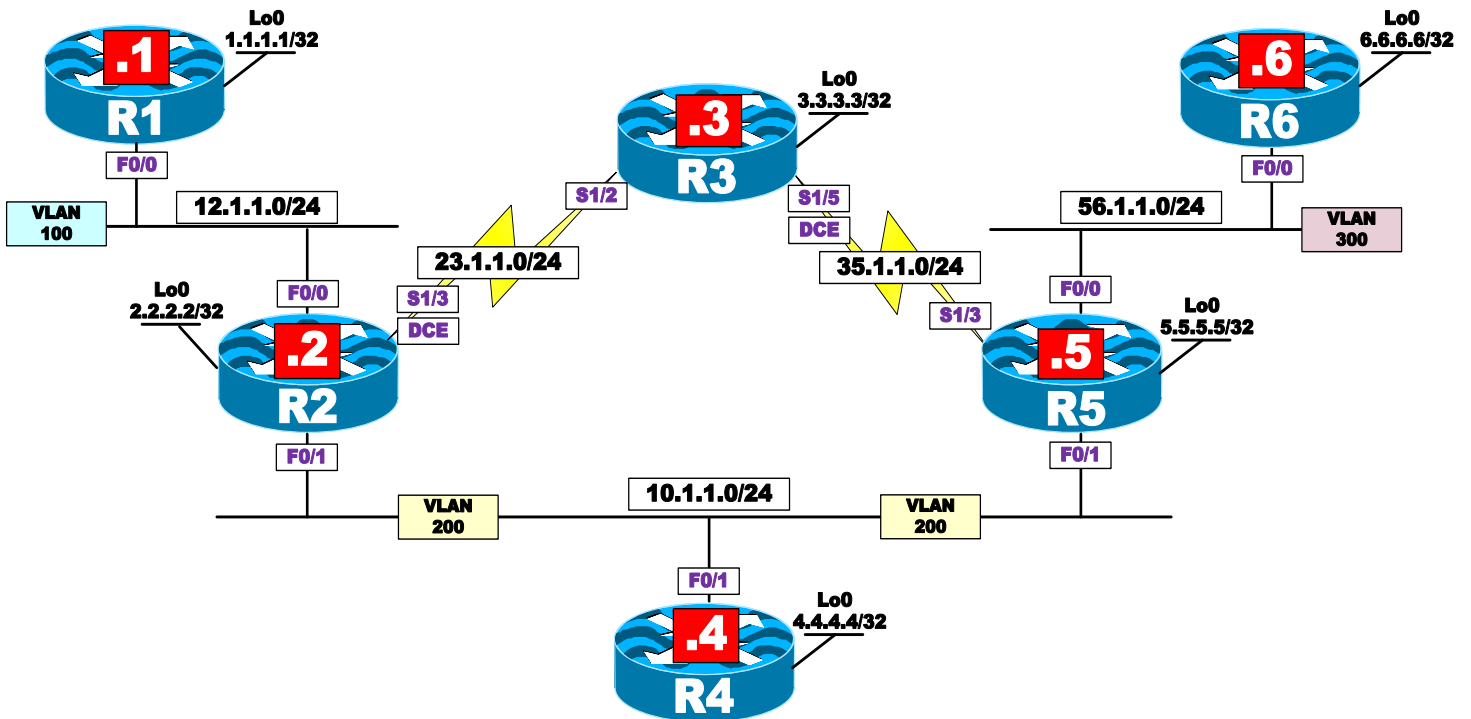 Lo0
1.1.1.1/32
.1
R1
F0/0
VLAN
100
12.1.1.0/24
Lo0
3.3.3.3/32
.3
R3
S1/2
S1/5
DCE
23.1.1.0/24
35.1.1.0/24
Lo0
6.6.6.6/32
.6
R6
F0/0
56.1.1.0/24
VLAN
300
Lo0
2.2.2.2/32
F0/0
S1/3
DCE
.2
R2
F0/1
S1/3
F0/0
Lo0
5.5.5.5/32
.5
R5
F0/1
VLAN
200
10.1.1.0/24
VLAN
200
F0/1
Lo0
4.4.4.4/32
.4
R4